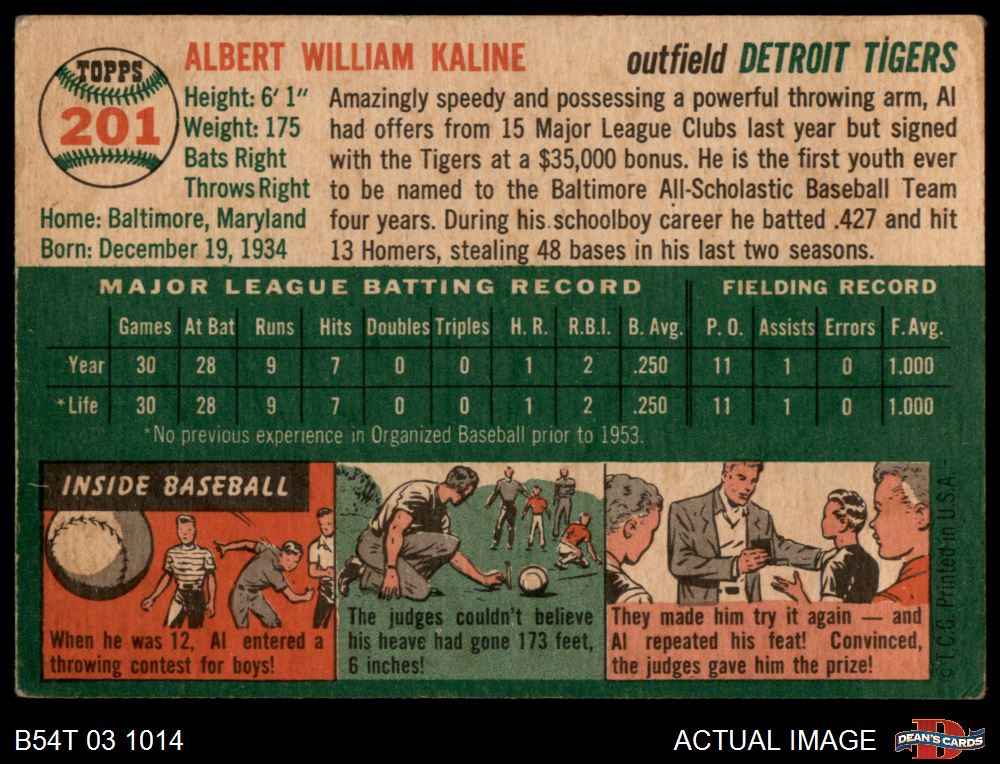 TOPPS
201
ALBERT WILLIAM KALINE
outfield DETROIT TIGERS
Height: 6' 1"
Weight: 175
Bats Right
Throws Right
Home: Baltimore, Maryland
Born: December 19, 1934
Amazingly speedy and possessing a powerful throwing arm, Al
had offers from 15 Major League Clubs last year but signed
with the Tigers at a $35,000 bonus. He is the first youth ever
to be named to the Baltimore All-Scholastic Baseball Team
four years. During his schoolboy career he batted .427 and hit
13 Homers, stealing 48 bases in his last two seasons.
MAJOR LEAGUE BATTING RECORD FIELDING RECORD
Games At Bat Runs Hits Doubles Triples H. R. R.B.I. B. Avg. P. O. Assists Errors F. Avg.
Year 30 28 9 7 0 0 1 2 .250 11 1 0 1.000
*Life 30 28 9 7 0 0 1 2 .250 11 1 0 1.000
*No previous experience in Organized Baseball prior to 1953.
INSIDE BASEBALL
When he was 12, Al entered a
throwing contest for boys!
The judges couldn't believe
his heave had gone 173 feet,
6 inches!
They made him try it again — and
Al repeated his feat! Convinced,
the judges gave him the prize!
© T.C.G. Printed in U.S.A.
B54T 03 1014
ACTUAL IMAGE
DEAN'S CARDS